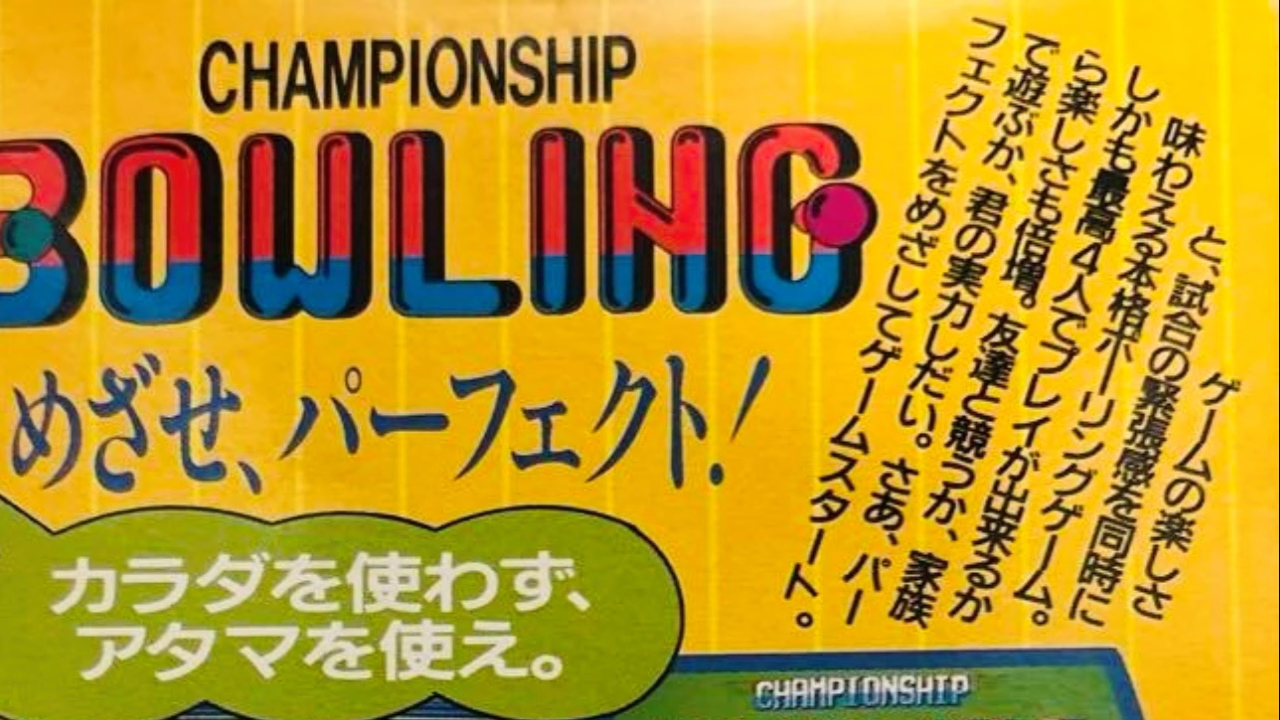 CHAMPIONSHIP
BOWLING
めざせ、パーフェクト!
ゲームの楽しさ
と、試合の緊張感を同時に
味わえる本格ボーリングゲーム。
しかも最高4人でプレイが出来るか
ら楽しさも倍増。友達と競うか、家族
で遊ぶか、君の実力しだい。さあ、パー
フェクトをめざしてゲームスタート。
カラダを使わず、
アタマを使え。
CHAMPIONSHIP